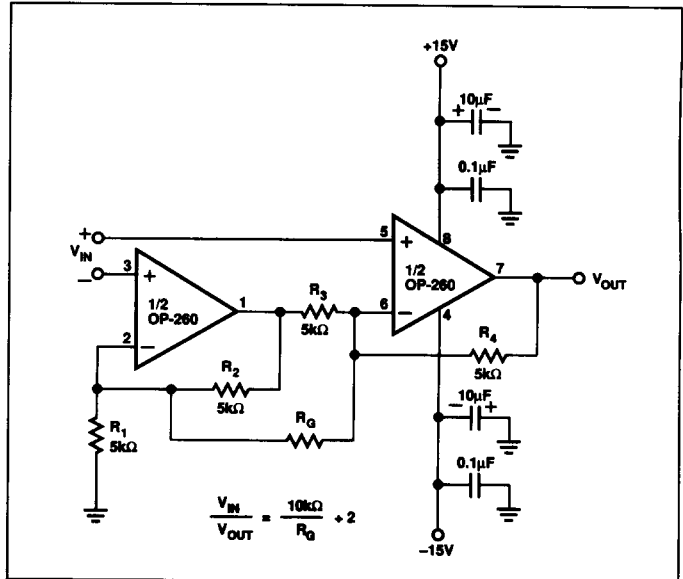 +15V
+ 10µF −
0.1µF
+
V_IN
−
3
+
1/2
OP-260
2
−
1
R₃
5kΩ
5
+
8
1/2
OP-260
6
−
4
7
V_OUT
R₄
5kΩ
R₂
5kΩ
R_G
R₁
5kΩ
− 10µF +
0.1µF
−15V
V_IN / V_OUT = 10kΩ / R_G + 2